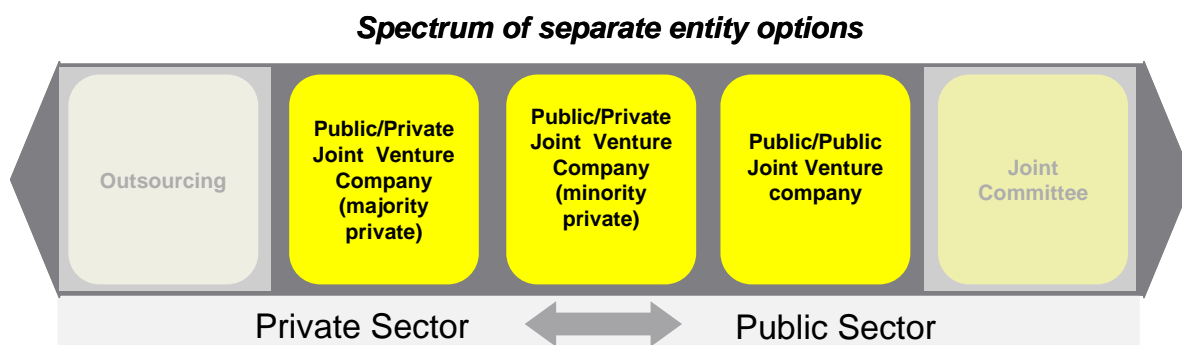 Spectrum of separate entity options
Outsourcing
Public/Private
Joint Venture
Company
(majority
private)
Public/Private
Joint Venture
Company
(minority
private)
Public/Public
Joint Venture
company
Joint
Committee
Private Sector
Public Sector